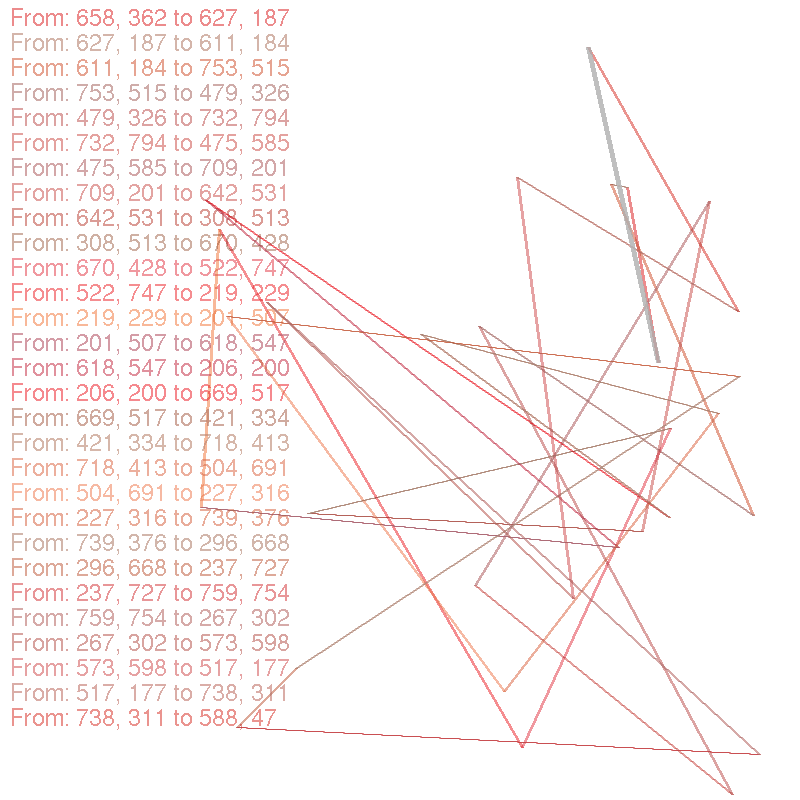 From: 658, 362 to 627, 187
From: 627, 187 to 611, 184
From: 611, 184 to 753, 515
From: 753, 515 to 479, 326
From: 479, 326 to 732, 794
From: 732, 794 to 475, 585
From: 475, 585 to 709, 201
From: 709, 201 to 642, 531
From: 642, 531 to 308, 513
From: 308, 513 to 670, 428
From: 670, 428 to 522, 747
From: 522, 747 to 219, 229
From: 219, 229 to 201, 507
From: 201, 507 to 618, 547
From: 618, 547 to 206, 200
From: 206, 200 to 669, 517
From: 669, 517 to 421, 334
From: 421, 334 to 718, 413
From: 718, 413 to 504, 691
From: 504, 691 to 227, 316
From: 227, 316 to 739, 376
From: 739, 376 to 296, 668
From: 296, 668 to 237, 727
From: 237, 727 to 759, 754
From: 759, 754 to 267, 302
From: 267, 302 to 573, 598
From: 573, 598 to 517, 177
From: 517, 177 to 738, 311
From: 738, 311 to 588, 47